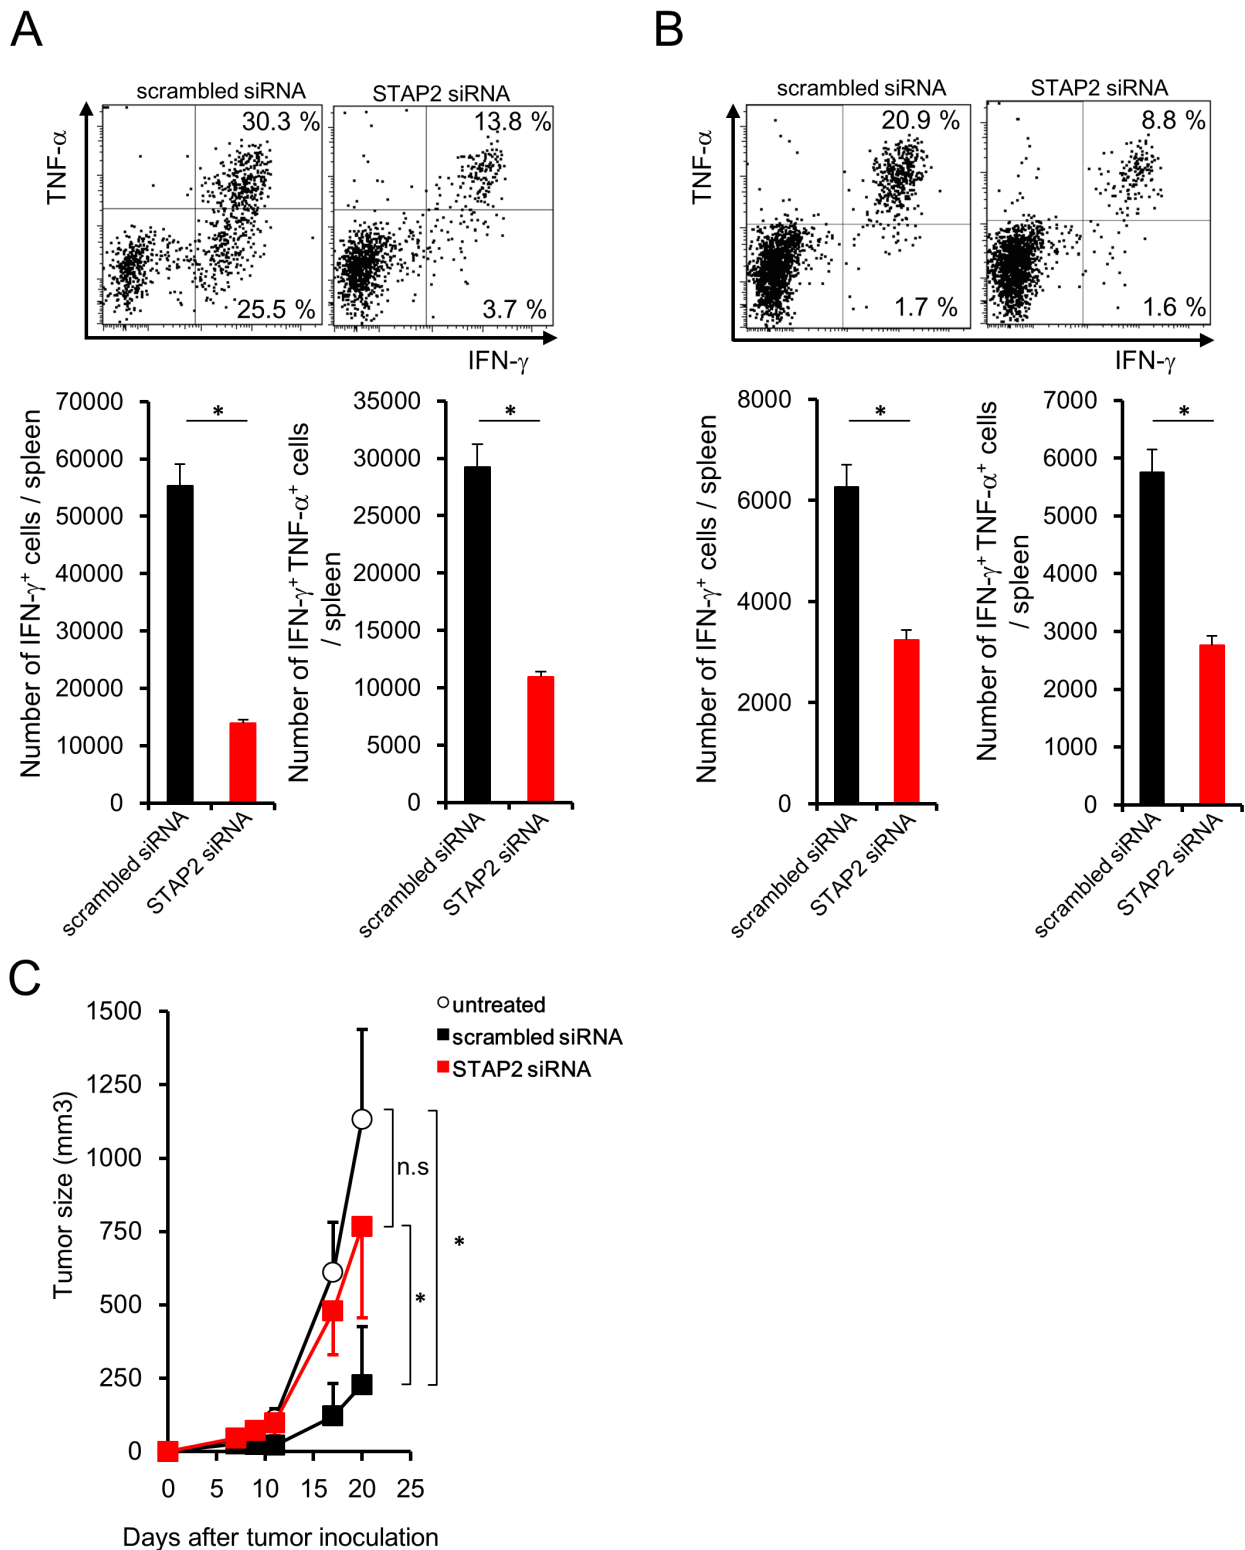 A
scrambled siRNA
STAP2 siRNA
30.3 %
13.8 %
TNF-α
25.5 %
3.7 %
IFN-γ
70000
60000
50000
40000
30000
20000
10000
0
Number of IFN-γ+ cells / spleen
*
scrambled siRNA
STAP2 siRNA
35000
30000
25000
20000
15000
10000
5000
0
Number of IFN-γ+ TNF-α+ cells
/ spleen
*
scrambled siRNA
STAP2 siRNA
B
scrambled siRNA
STAP2 siRNA
20.9 %
8.8 %
TNF-α
1.7 %
1.6 %
IFN-γ
8000
6000
4000
2000
0
Number of IFN-γ+ cells / spleen
*
scrambled siRNA
STAP2 siRNA
7000
6000
5000
4000
3000
2000
1000
0
Number of IFN-γ+ TNF-α+ cells
/ spleen
*
scrambled siRNA
STAP2 siRNA
C
untreated
scrambled siRNA
STAP2 siRNA
1500
1250
1000
750
500
250
0
Tumor size (mm3)
n.s
*
*
0 5 10 15 20 25
Days after tumor inoculation